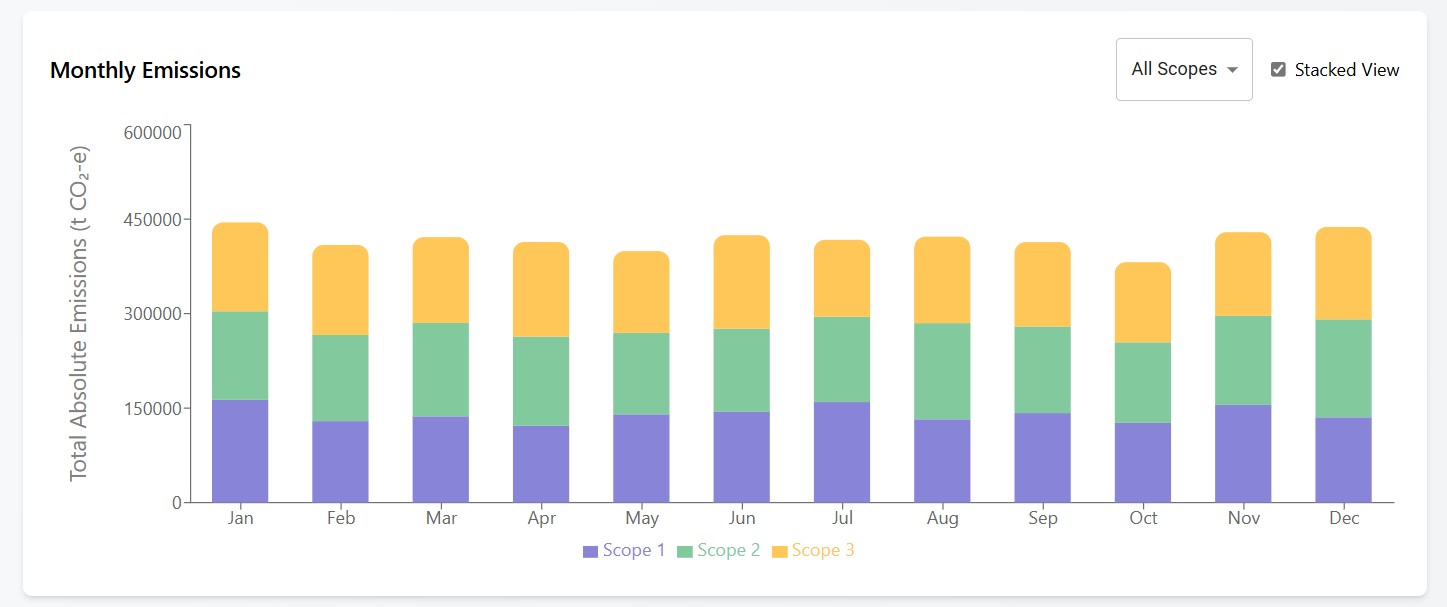 Monthly Emissions
All Scopes
Stacked View
Total Absolute Emissions (t CO₂-e)
600000
450000
300000
150000
0
Jan Feb Mar Apr May Jun Jul Aug Sep Oct Nov Dec
Scope 1 Scope 2 Scope 3